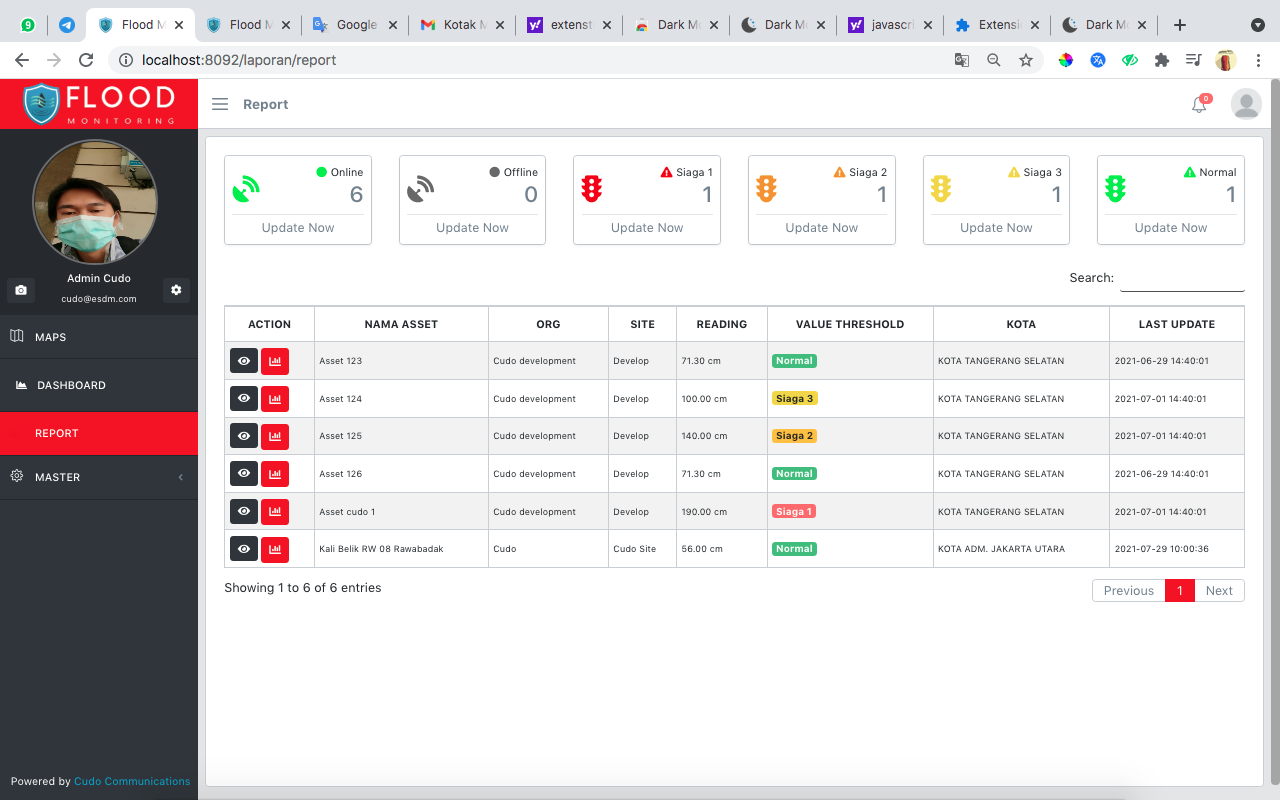 9
Flood M
Flood M
Google
Kotak M
extenst
Dark Mo
Dark Mo
javascri
Extensi
Dark Mo
localhost:8092/laporan/report
FLOOD
MONITORING
Report
0
Admin Cudo
cudo@esdm.com
MAPS
DASHBOARD
REPORT
MASTER
Powered by Cudo Communications
Online
6
Update Now
Offline
0
Update Now
Siaga 1
1
Update Now
Siaga 2
1
Update Now
Siaga 3
1
Update Now
Normal
1
Update Now
Search:
ACTION NAMA ASSET ORG SITE READING VALUE THRESHOLD KOTA LAST UPDATE
Asset 123 Cudo development Develop 71.30 cm Normal KOTA TANGERANG SELATAN 2021-06-29 14:40:01
Asset 124 Cudo development Develop 100.00 cm Siaga 3 KOTA TANGERANG SELATAN 2021-07-01 14:40:01
Asset 125 Cudo development Develop 140.00 cm Siaga 2 KOTA TANGERANG SELATAN 2021-07-01 14:40:01
Asset 126 Cudo development Develop 71.30 cm Normal KOTA TANGERANG SELATAN 2021-06-29 14:40:01
Asset cudo 1 Cudo development Develop 190.00 cm Siaga 1 KOTA TANGERANG SELATAN 2021-07-01 14:40:01
Kali Belik RW 08 Rawabadak Cudo Cudo Site 56.00 cm Normal KOTA ADM. JAKARTA UTARA 2021-07-29 10:00:36
Showing 1 to 6 of 6 entries
Previous 1 Next